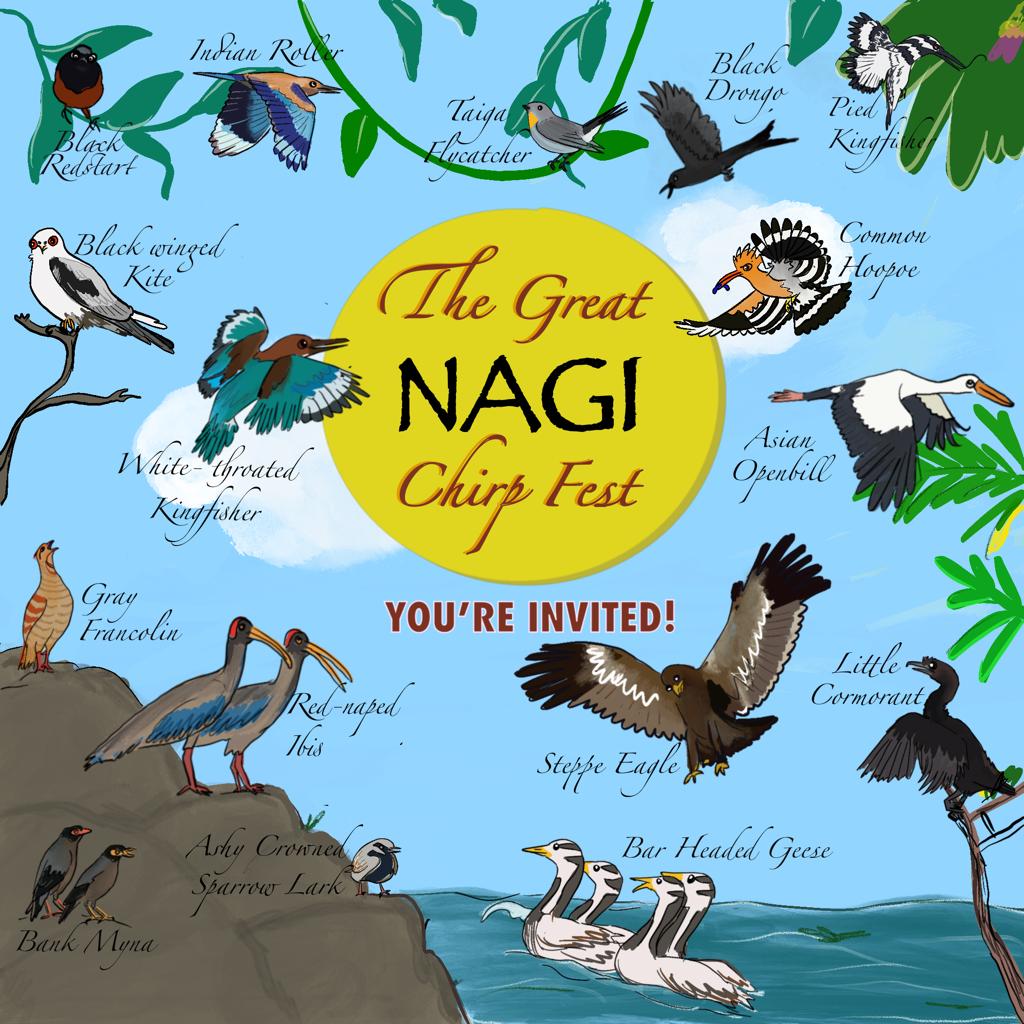 Indian Roller
Black
Redstart
Taiga
Flycatcher
Black
Drongo
Pied
Kingfisher
Black winged
Kite
Common
Hoopoe
The Great
NAGI
Chirp Fest
White-throated
Kingfisher
Asian
Openbill
YOU'RE INVITED!
Gray
Francolin
Red-naped
Ibis
Steppe Eagle
Little
Cormorant
Bank Myna
Ashy Crowned
Sparrow Lark
Bar Headed Geese